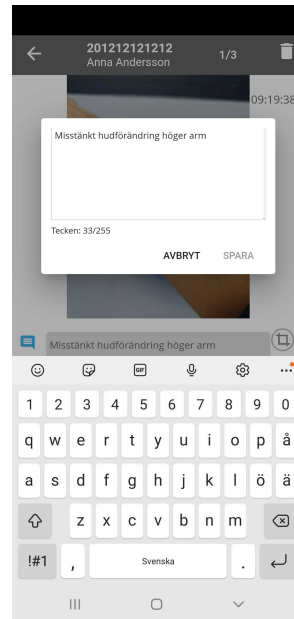 201212121212
1/3
Anna Andersson
09:19:38
Misstänkt hudförändring höger arm
Tecken: 33/255
AVBRYT SPARA
Misstänkt hudförändring höger arm
GIF
1 2 3 4 5 6 7 8 9 0
q w e r t y u i o p å
a s d f g h j k l ö ä
z x c v b n m
!#1 , Svenska .